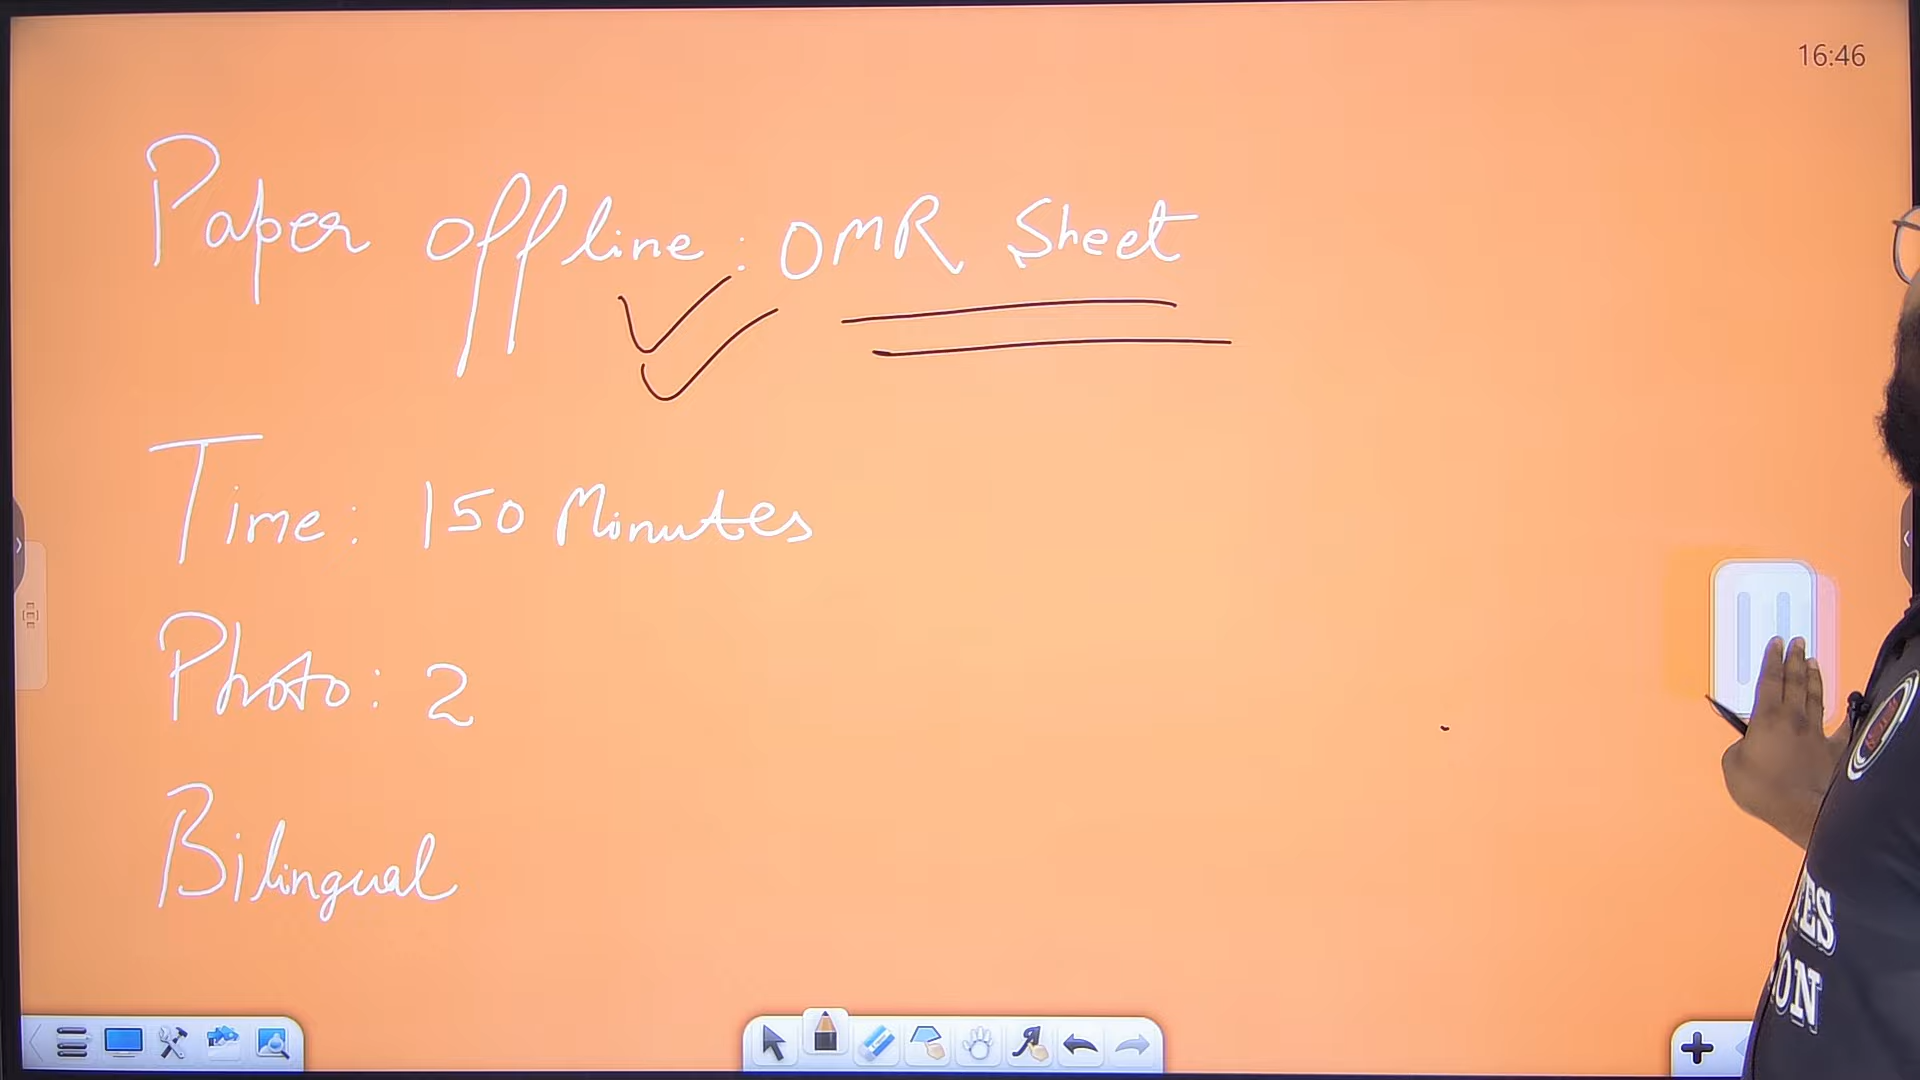 16:46
Paper offline: OMR Sheet
Time: 150 Minutes
Photo: 2
Bilingual